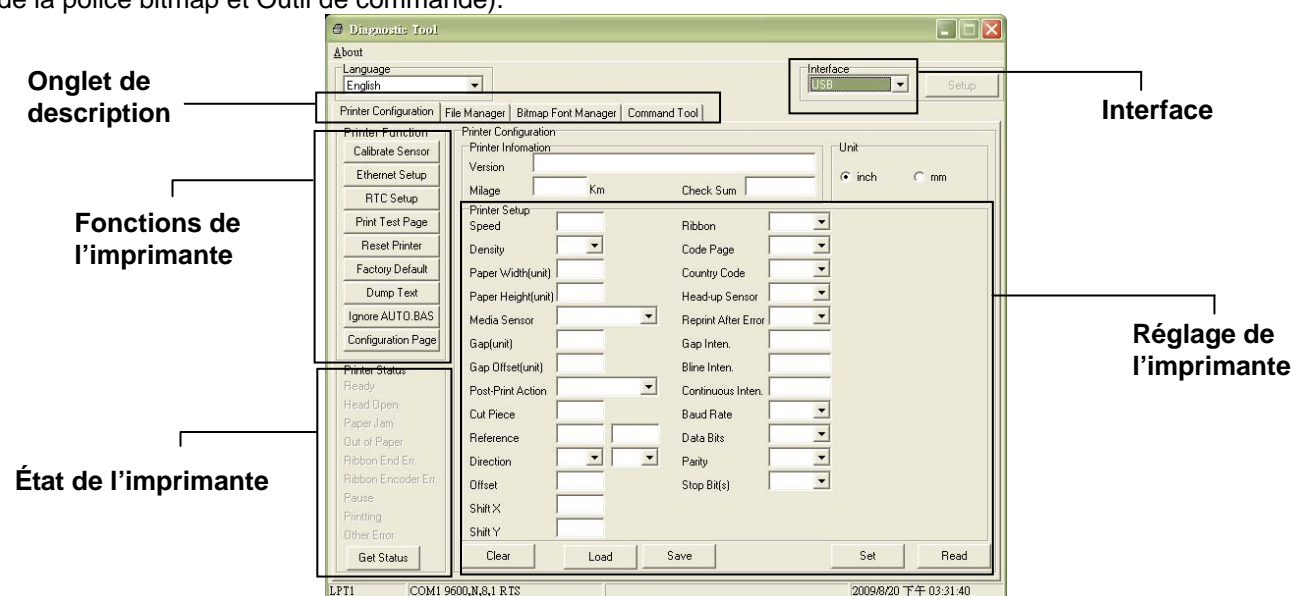 de la police bitmap et Outil de commande).
Diagnostic Tool
About
Language
English
Interface
USB
Setup
Onglet de
description
Interface
Printer Configuration File Manager Bitmap Font Manager Command Tool
Printer Function
Calibrate Sensor
Ethernet Setup
RTC Setup
Print Test Page
Reset Printer
Factory Default
Dump Text
Ignore AUTO.BAS
Configuration Page
Fonctions de
l’imprimante
Printer Configuration
Printer Infomation
Version
Milage Km Check Sum
Unit
inch mm
Printer Setup
Speed Ribbon
Density Code Page
Paper Width(unit) Country Code
Paper Height(unit) Head-up Sensor
Media Sensor Reprint After Error
Gap(unit) Gap Inten.
Gap Offset(unit) Bline Inten.
Post-Print Action Continuous Inten.
Cut Piece Baud Rate
Reference Data Bits
Direction Parity
Offset Stop Bit(s)
Shift X
Shift Y
Clear Load Save Set Read
Réglage de
l’imprimante
Printer Status
Ready
Head Open
Paper Jam
Out of Paper
Ribbon End Err.
Ribbon Encoder Err.
Pause
Printting
Other Error
Get Status
État de l’imprimante
LPT1 COM1 9600,N,8,1 RTS 2009/8/20 下午 03:31:40